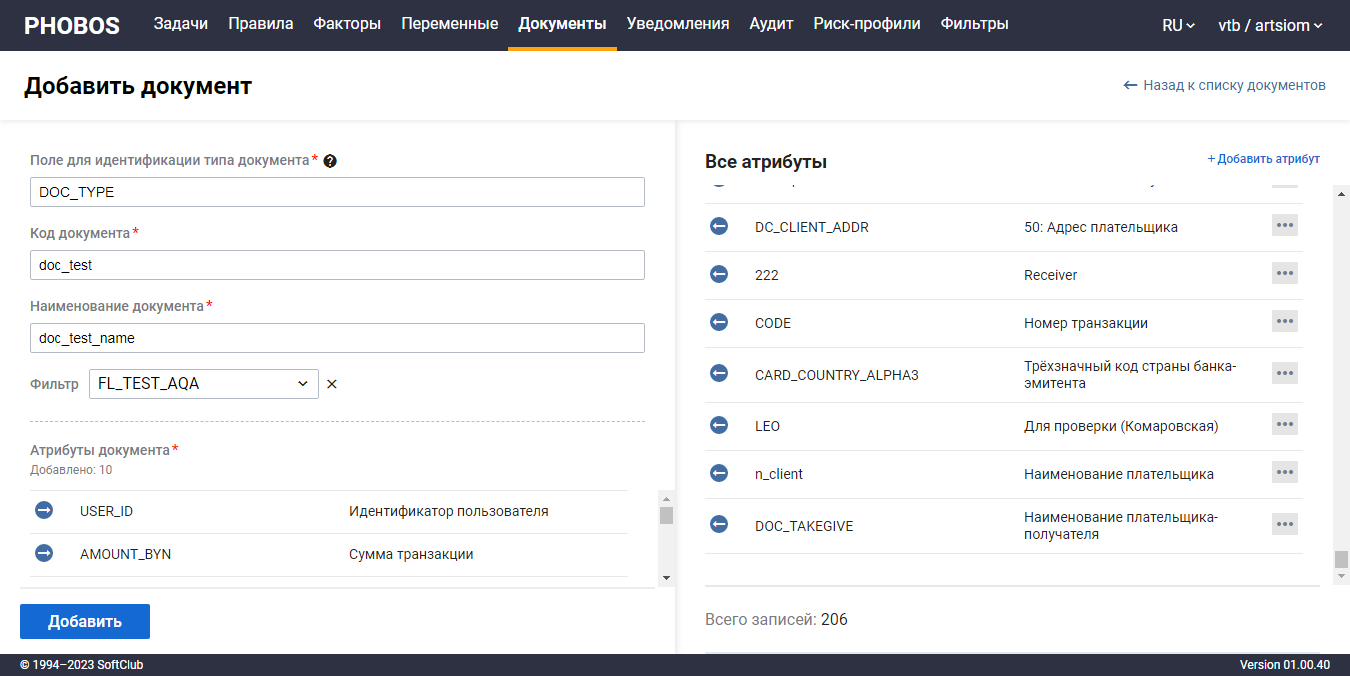 PHOBOS Задачи Правила Факторы Переменные Документы Уведомления Аудит Риск-профили Фильтры RU vtb / artsiom
Добавить документ
← Назад к списку документов
Поле для идентификации типа документа* ?
DOC_TYPE
Код документа*
doc_test
Наименование документа*
doc_test_name
Фильтр FL_TEST_AQA ×
Атрибуты документа*
Добавлено: 10
USER_ID Идентификатор пользователя
AMOUNT_BYN Сумма транзакции
Добавить
Все атрибуты
+ Добавить атрибут
DC_CLIENT_ADDR 50: Адрес плательщика
222 Receiver
CODE Номер транзакции
CARD_COUNTRY_ALPHA3 Трёхзначный код страны банка-
эмитента
LEO Для проверки (Комаровская)
n_client Наименование плательщика
DOC_TAKEGIVE Наименование плательщика-
получателя
Всего записей: 206
© 1994–2023 SoftClub
Version 01.00.40